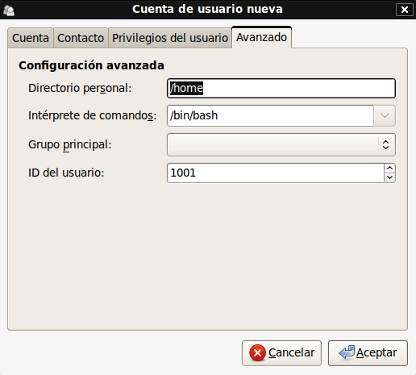 Cuenta de usuario nueva
Cuenta Contacto Privilegios del usuario Avanzado
Configuración avanzada
Directorio personal: /home
Intérprete de comandos: /bin/bash
Grupo principal:
ID del usuario: 1001
Cancelar Aceptar